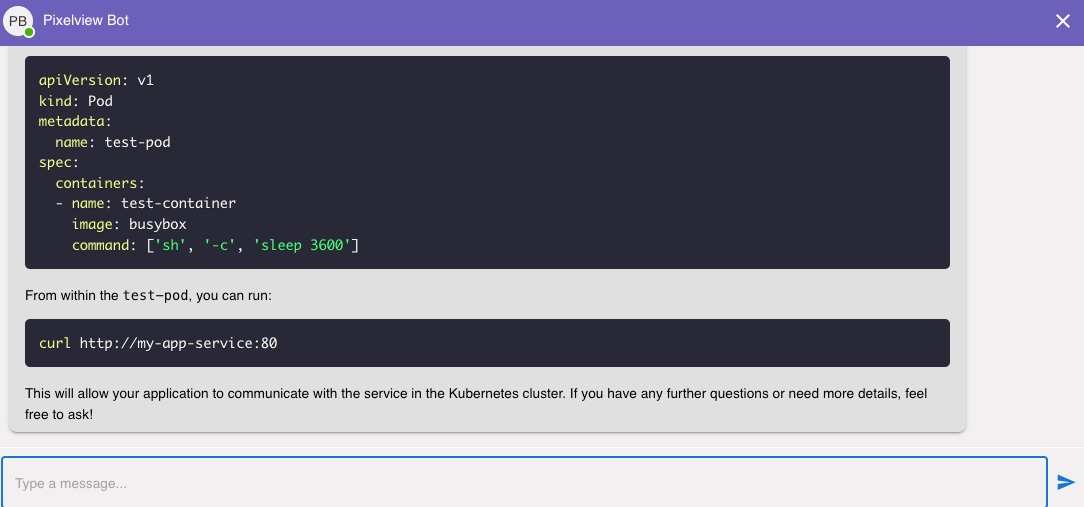 PB Pixelview Bot
apiVersion: v1
kind: Pod
metadata:
  name: test-pod
spec:
  containers:
  - name: test-container
    image: busybox
    command: ['sh', '-c', 'sleep 3600']
From within the test-pod, you can run:
curl http://my-app-service:80
This will allow your application to communicate with the service in the Kubernetes cluster. If you have any further questions or need more details, feel
free to ask!
Type a message...